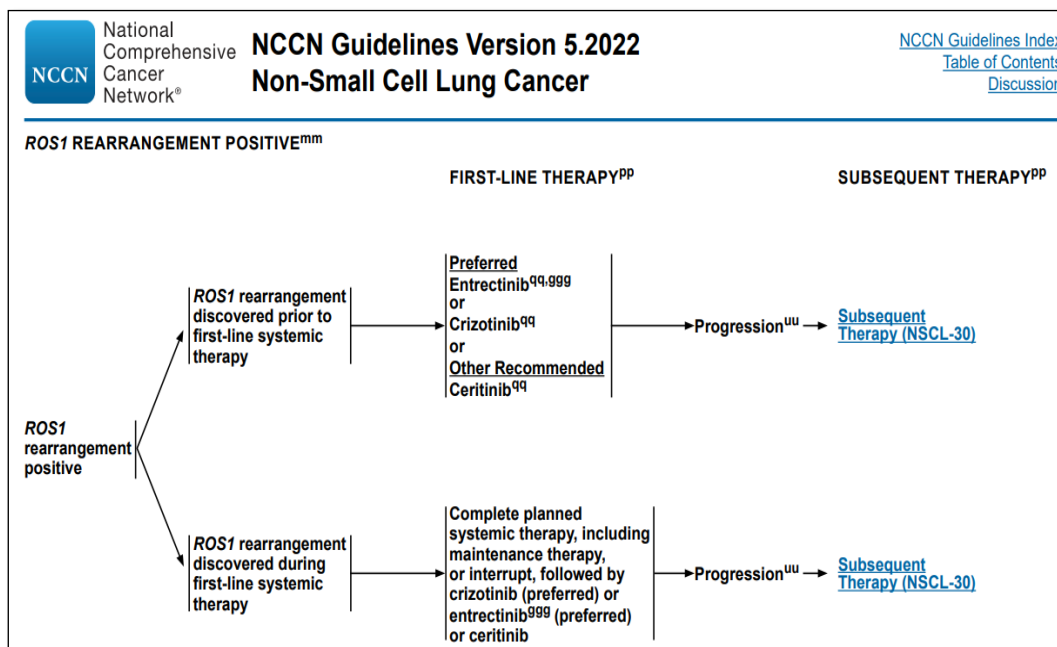 National
Comprehensive
NCCN Cancer
Network®
NCCN Guidelines Version 5.2022
Non-Small Cell Lung Cancer
NCCN Guidelines Index
Table of Contents
Discussion
ROS1 REARRANGEMENT POSITIVEmm
FIRST-LINE THERAPYpp
SUBSEQUENT THERAPYpp
ROS1
rearrangement
positive
ROS1 rearrangement
discovered prior to
first-line systemic
therapy
Preferred
Entrectinibqq,ggg
or
Crizotinibqq
or
Other Recommended
Ceritinibqq
Progressionuu
Subsequent
Therapy (NSCL-30)
ROS1 rearrangement
discovered during
first-line systemic
therapy
Complete planned
systemic therapy, including
maintenance therapy,
or interrupt, followed by
crizotinib (preferred) or
entrectinibggg (preferred)
or ceritinib
Progressionuu
Subsequent
Therapy (NSCL-30)